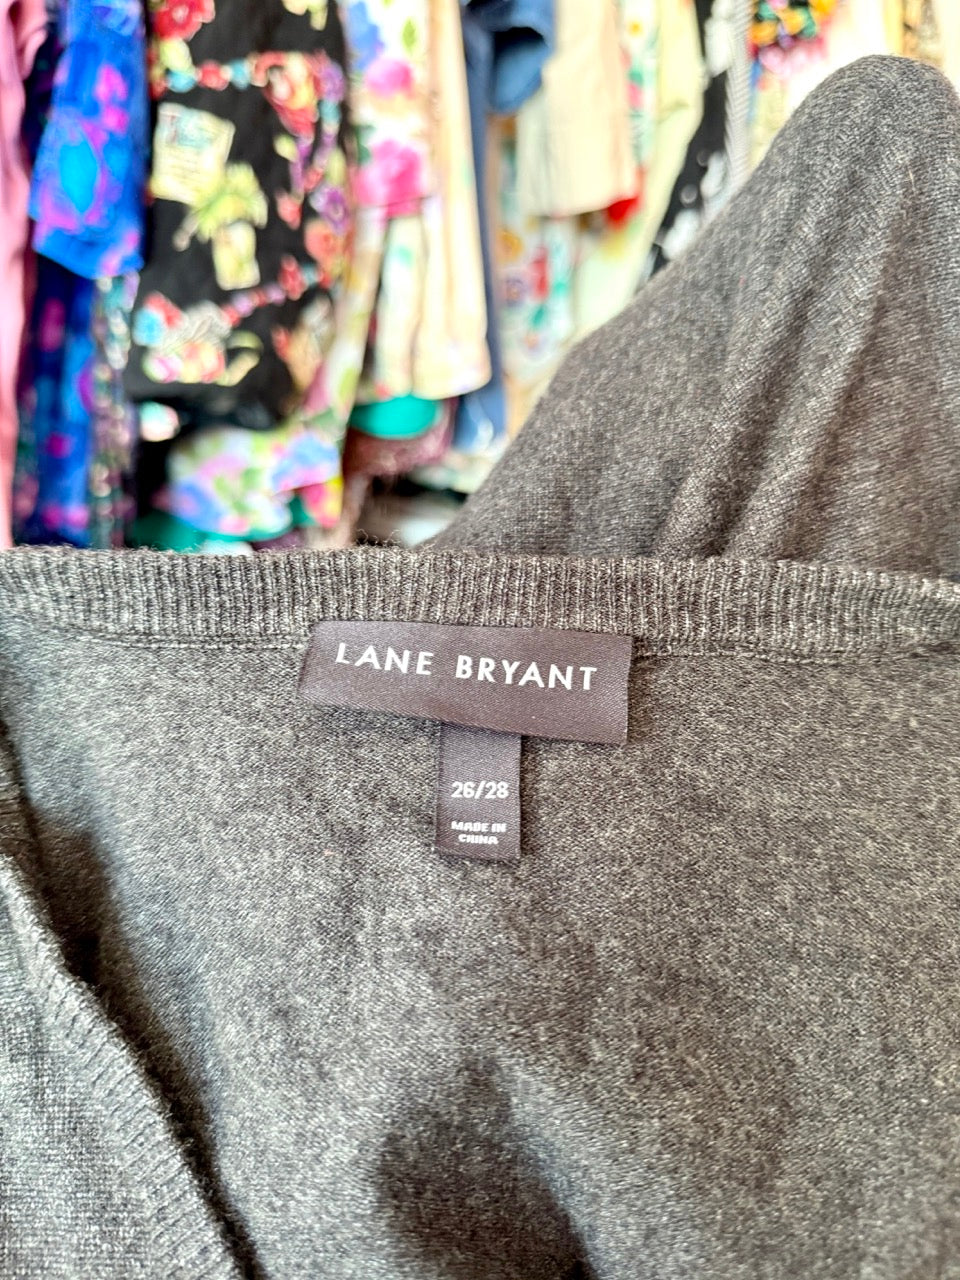 LANE BRYANT
26/28
MADE IN
CHINA